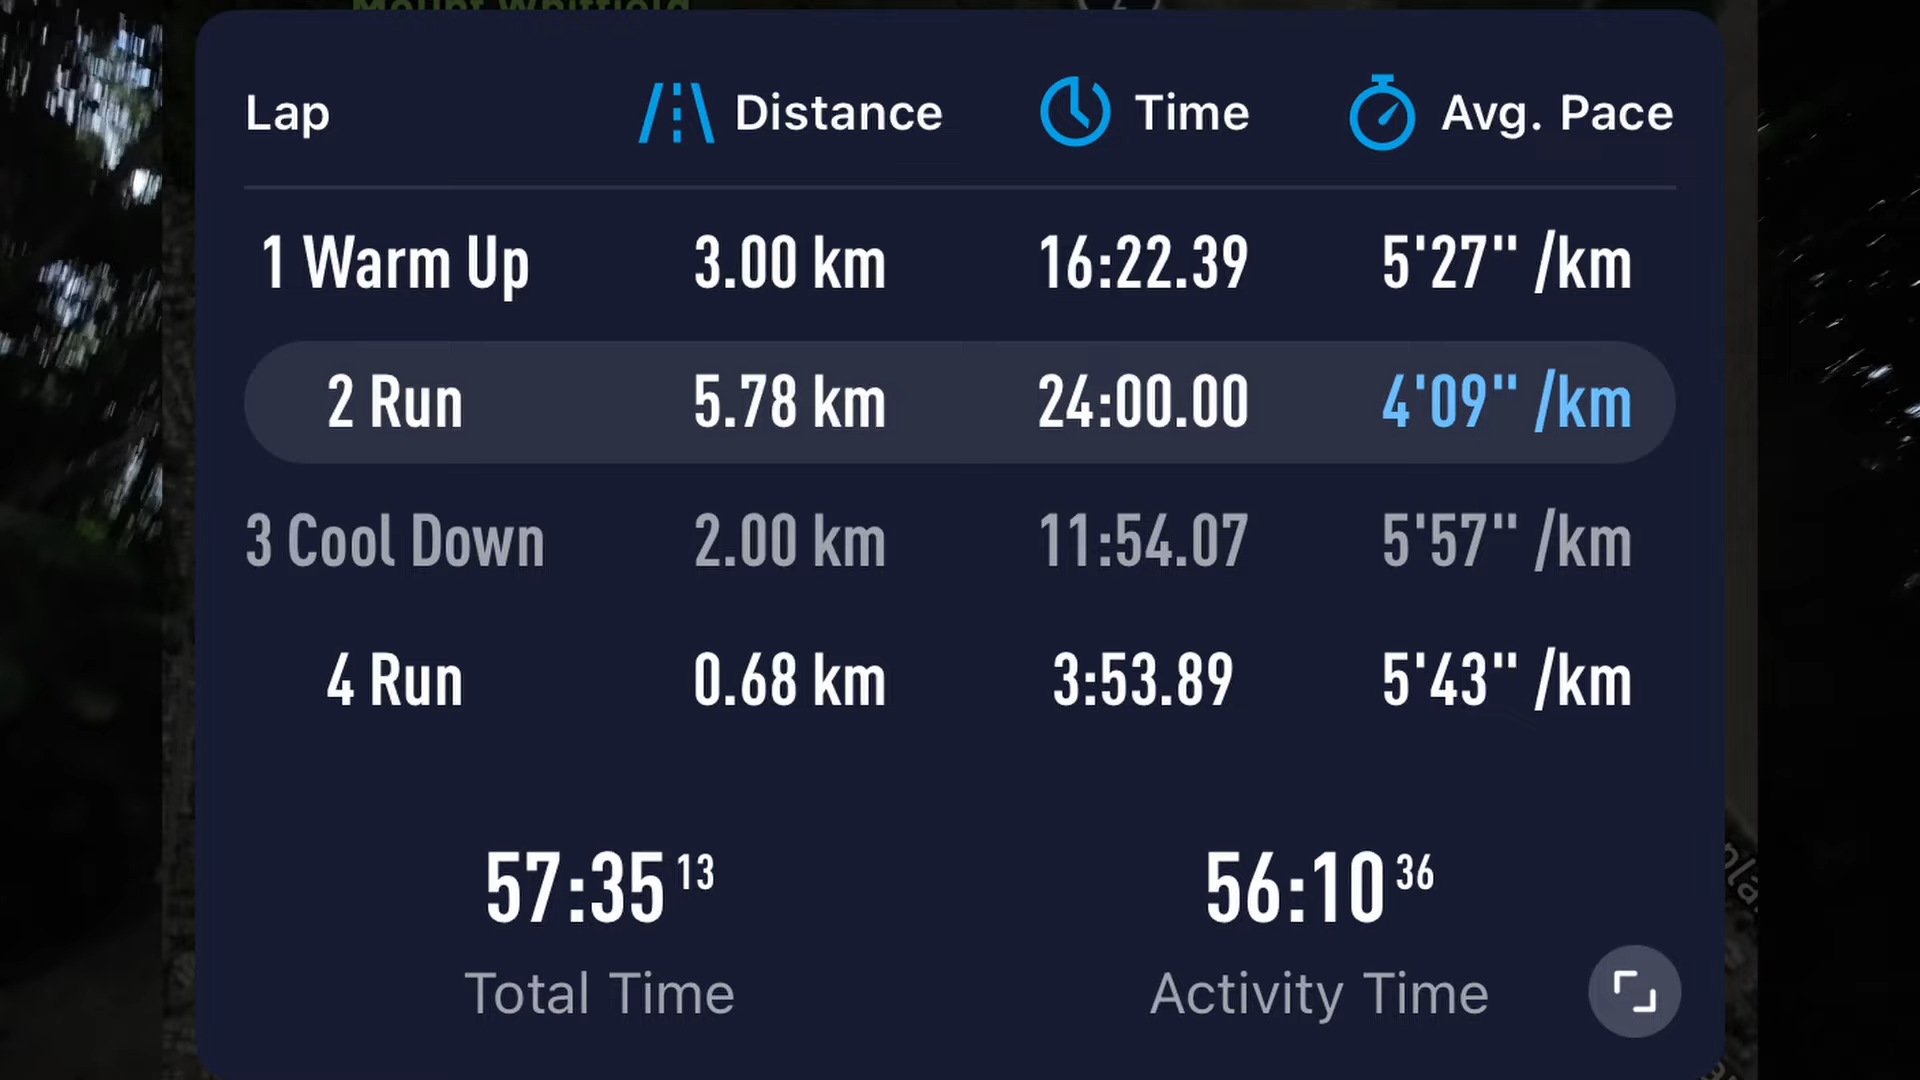 Mount Whitfield
Lap Distance Time Avg. Pace
1 Warm Up 3.00 km 16:22.39 5'27" /km
2 Run 5.78 km 24:00.00 4'09" /km
3 Cool Down 2.00 km 11:54.07 5'57" /km
4 Run 0.68 km 3:53.89 5'43" /km
57:35 13 56:10 36
Total Time Activity Time